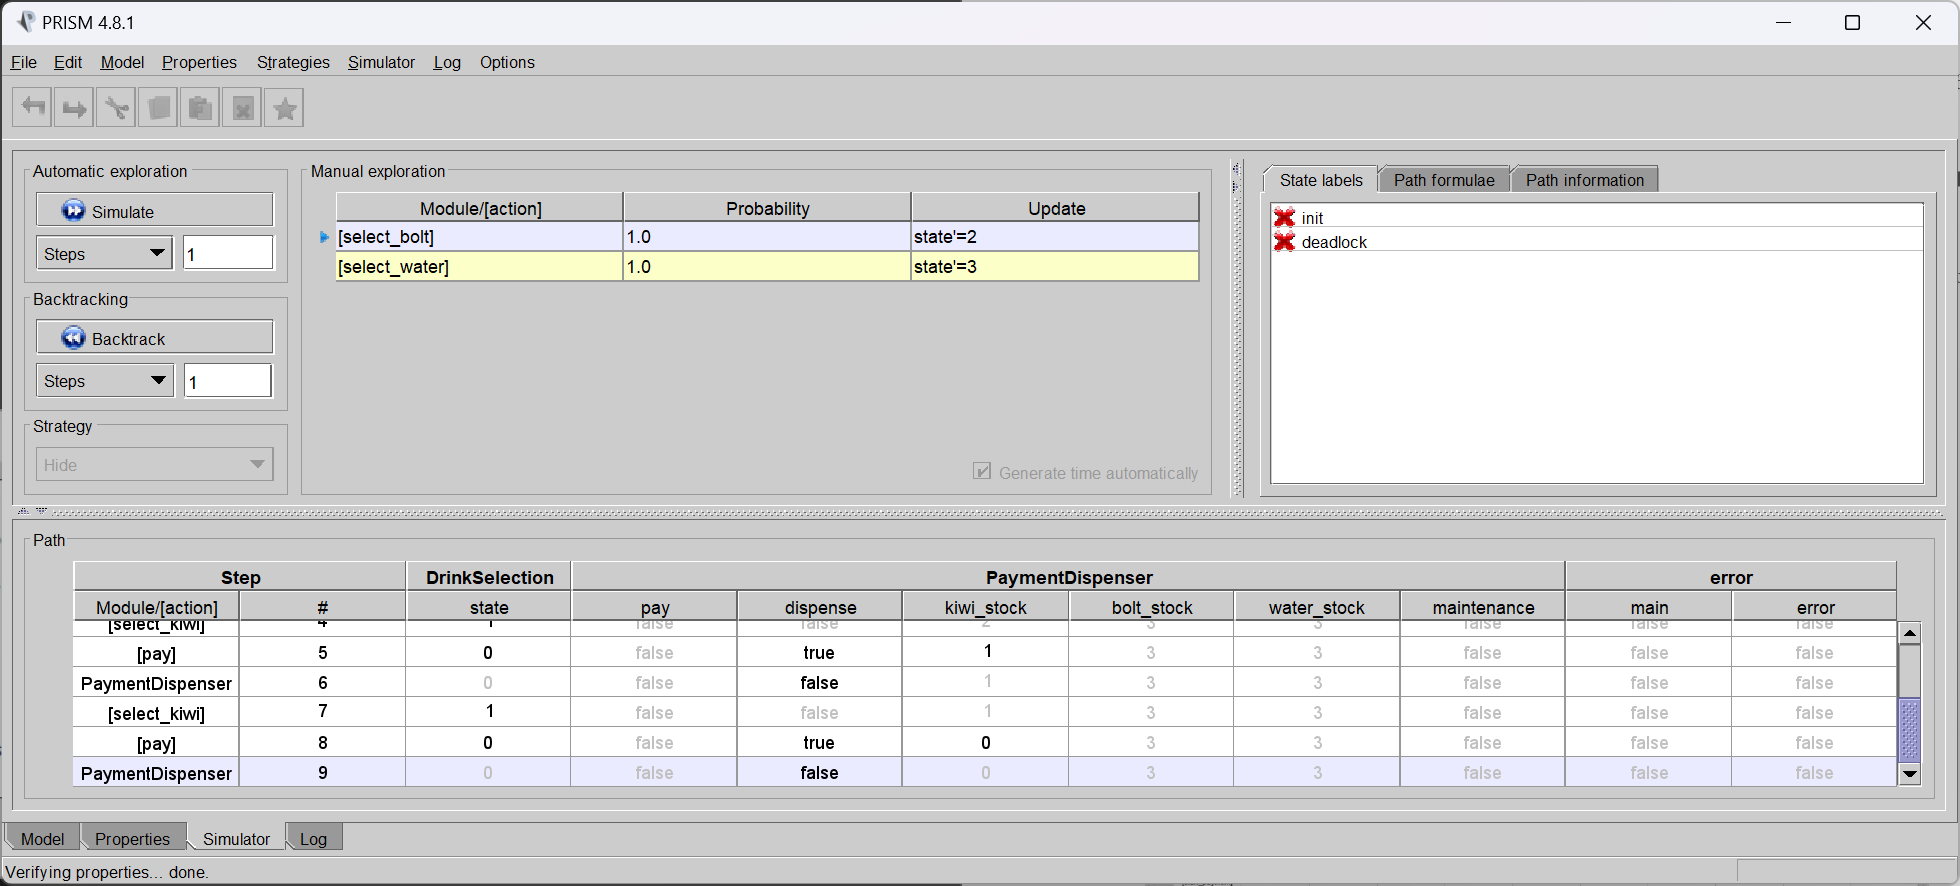 PRISM 4.8.1
File Edit Model Properties Strategies Simulator Log Options
Automatic exploration
Simulate
Steps 1
Backtracking
Backtrack
Steps 1
Strategy
Hide
Manual exploration
Module/[action] Probability Update
[select_bolt] 1.0 state'=2
[select_water] 1.0 state'=3
Generate time automatically
State labels Path formulae Path information
init
deadlock
Path
Step DrinkSelection PaymentDispenser error
Module/[action] # state pay dispense kiwi_stock bolt_stock water_stock maintenance main error
[select_kiwi] 4 1 false false 2 3 3 false false false
[pay] 5 0 false true 1 3 3 false false false
PaymentDispenser 6 0 false false 1 3 3 false false false
[select_kiwi] 7 1 false false 1 3 3 false false false
[pay] 8 0 false true 0 3 3 false false false
PaymentDispenser 9 0 false false 0 3 3 false false false
Model Properties Simulator Log
Verifying properties... done.